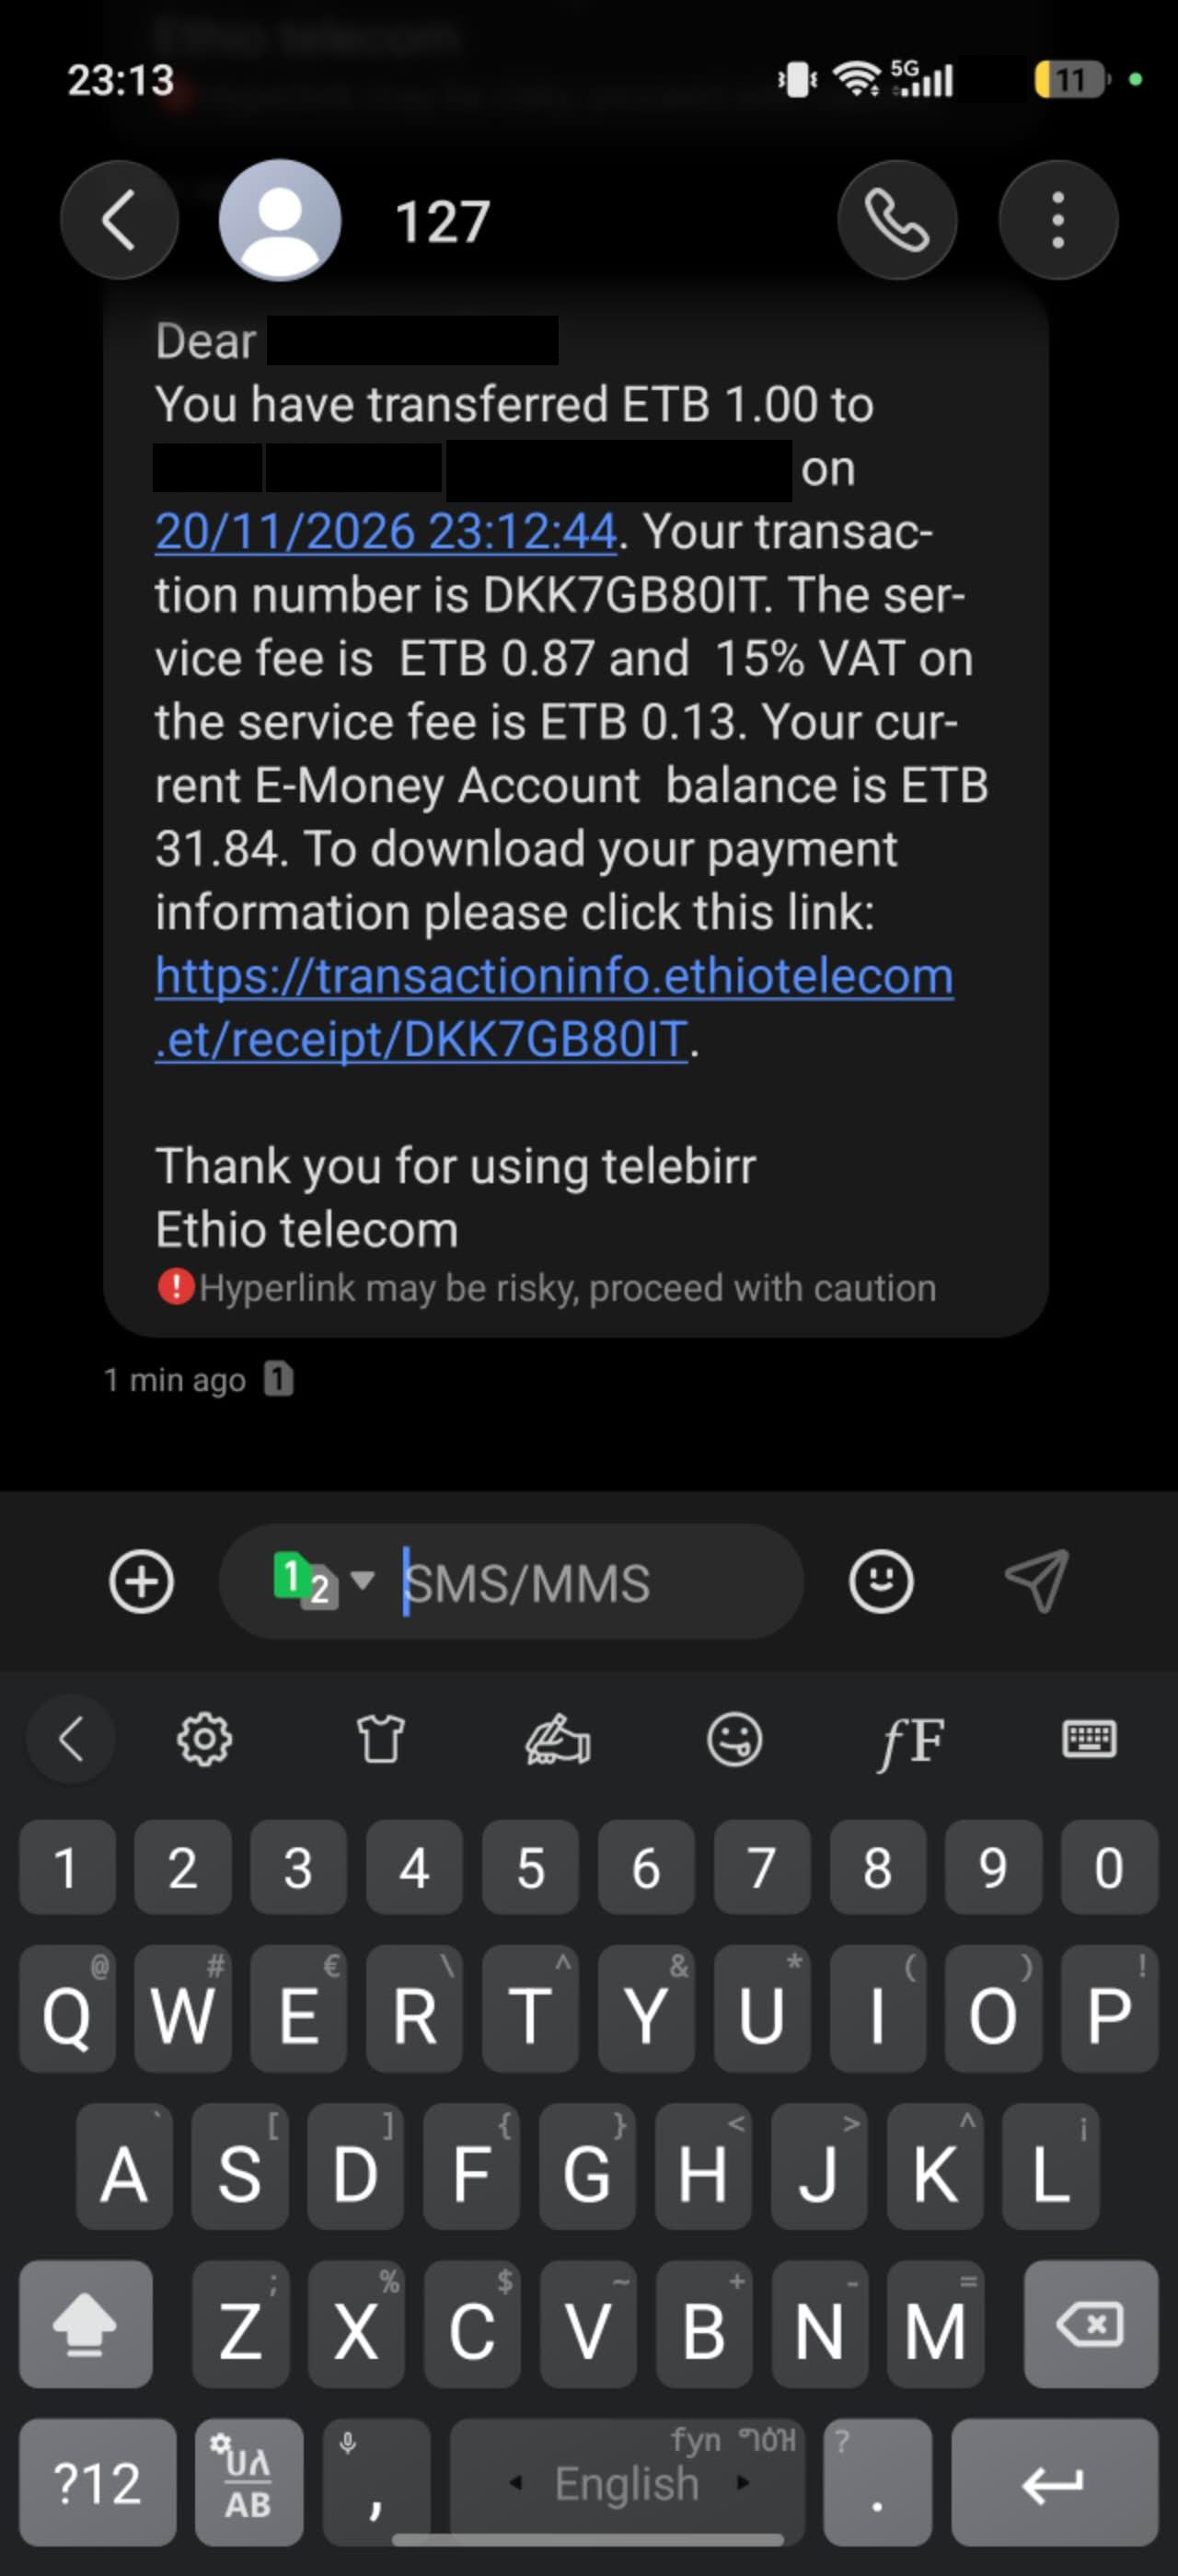 23:13
5G
11
127
Dear
You have transferred ETB 1.00 to
on
20/11/2026 23:12:44. Your transac-
tion number is DKK7GB80IT. The ser-
vice fee is  ETB 0.87 and  15% VAT on
the service fee is ETB 0.13. Your cur-
rent E-Money Account  balance is ETB
31.84. To download your payment
information please click this link:
https://transactioninfo.ethiotelecom
.et/receipt/DKK7GB80IT.
Thank you for using telebirr
Ethio telecom
Hyperlink may be risky, proceed with caution
1 min ago 1
1 2 SMS/MMS
fF
1 2 3 4 5 6 7 8 9 0
@ # € \ ^ & * ( ) !
Q W E R T Y U I O P
` [ ] { } < > ^ ¡
A S D F G H J K L
; % $ ~ + - =
Z X C V B N M
?12 ሀለ AB , English . ?